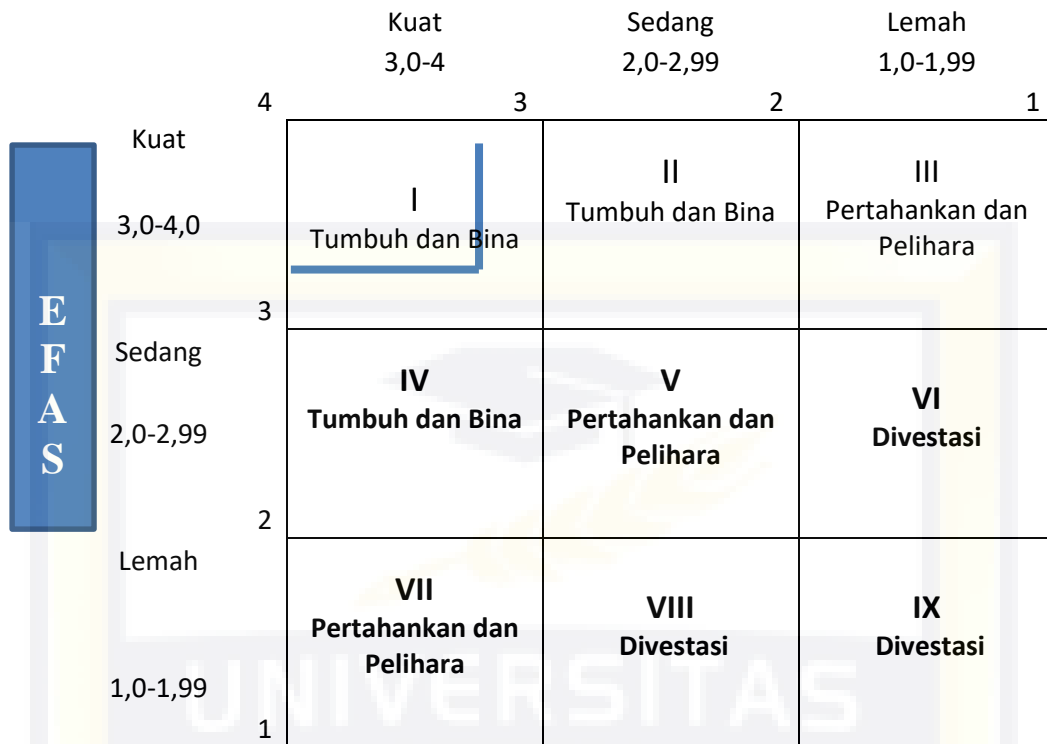 Kuat
Sedang
Lemah
3,0-4
2,0-2,99
1,0-1,99
4
3
2
1
EFAS
Kuat
3,0-4,0
3
I
Tumbuh dan Bina
II
Tumbuh dan Bina
III
Pertahankan dan
Pelihara
Sedang
2,0-2,99
2
IV
Tumbuh dan Bina
V
Pertahankan dan
Pelihara
VI
Divestasi
Lemah
1,0-1,99
1
VII
Pertahankan dan
Pelihara
VIII
Divestasi
IX
Divestasi
UNIVERSITAS